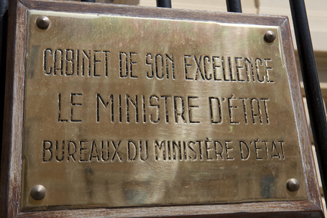 CABINET DE SON EXCELLENCE
LE MINISTRE D'ÉTAT
BUREAUX DU MINISTÈRE D'ÉTAT